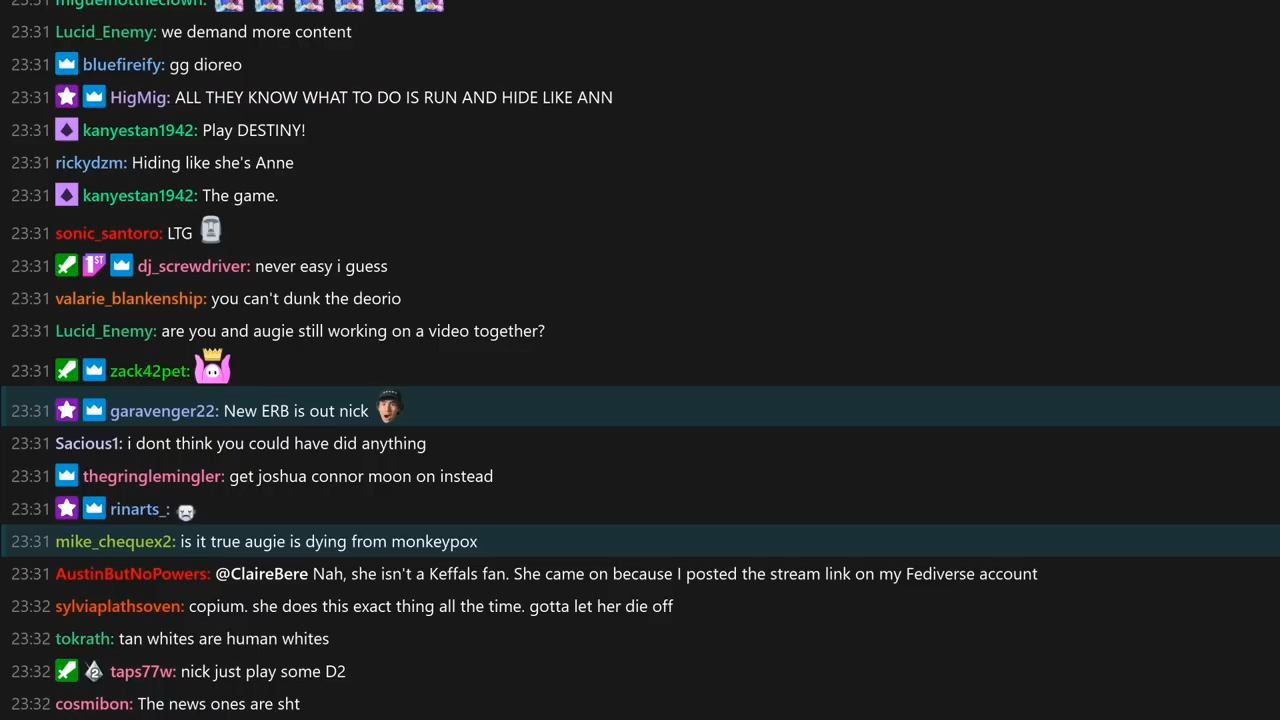 23:31 miguelnottheclown:
23:31 Lucid_Enemy: we demand more content
23:31 bluefireify: gg dioreo
23:31 HigMig: ALL THEY KNOW WHAT TO DO IS RUN AND HIDE LIKE ANN
23:31 kanyestan1942: Play DESTINY!
23:31 rickydzm: Hiding like she's Anne
23:31 kanyestan1942: The game.
23:31 sonic_santoro: LTG
23:31 1ST dj_screwdriver: never easy i guess
23:31 valarie_blankenship: you can't dunk the deorio
23:31 Lucid_Enemy: are you and augie still working on a video together?
23:31 zack42pet:
23:31 garavenger22: New ERB is out nick
23:31 Sacious1: i dont think you could have did anything
23:31 thegringlemingler: get joshua connor moon on instead
23:31 rinarts_:
23:31 mike_chequex2: is it true augie is dying from monkeypox
23:31 AustinButNoPowers: @ClaireBere Nah, she isn't a Keffals fan. She came on because I posted the stream link on my Fediverse account
23:32 sylviaplathsoven: copium. she does this exact thing all the time. gotta let her die off
23:32 tokrath: tan whites are human whites
23:32 2 taps77w: nick just play some D2
23:32 cosmibon: The news ones are sht